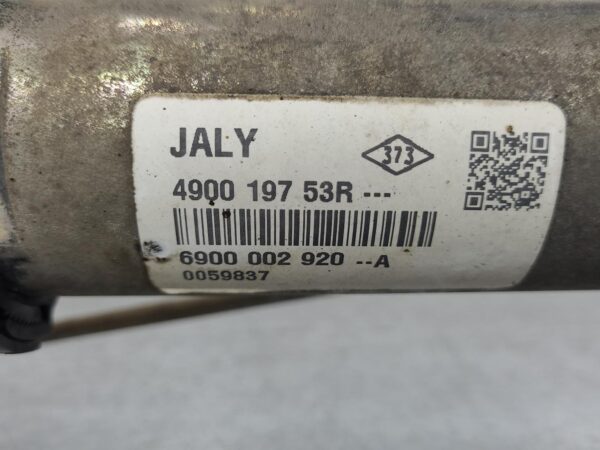 JALY
373
4900 197 53R ---
6900 002 920 --A
0059837